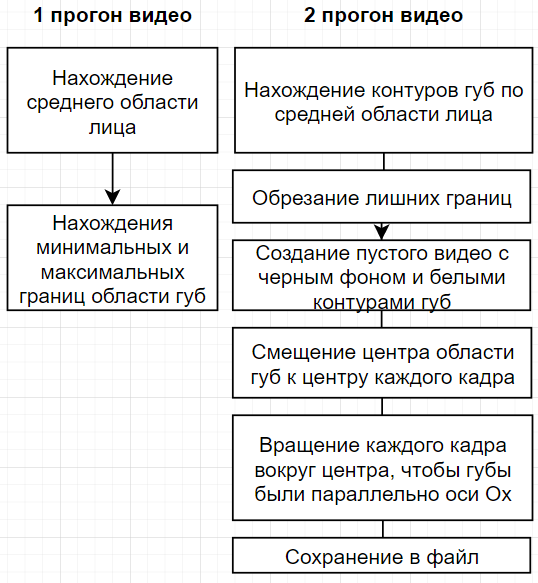 1 прогон видео
2 прогон видео
Нахождение
среднего области
лица
Нахождения
минимальных и
максимальных
границ области губ
Нахождение контуров губ по
средней области лица
Обрезание лишних границ
Создание пустого видео с
черным фоном и белыми
контурами губ
Смещение центра области
губ к центру каждого кадра
Вращение каждого кадра
вокруг центра, чтобы губы
были параллельно оси Ox
Сохранение в файл